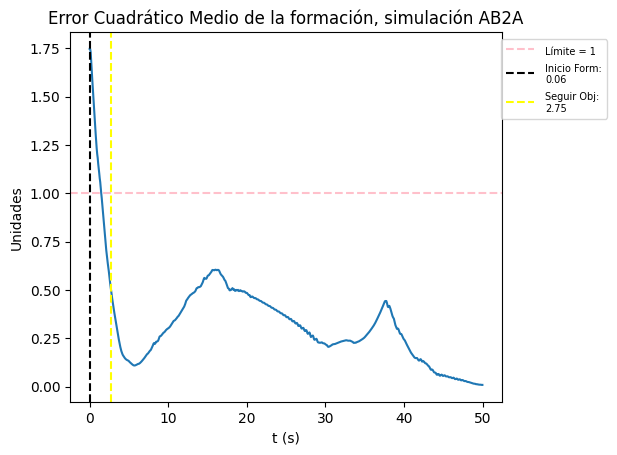 Error Cuadrático Medio de la formación, simulación AB2A
Unidades
1.75
1.50
1.25
1.00
0.75
0.50
0.25
0.00
0
10
20
30
40
50
t (s)
Límite = 1
Inicio Form:
0.06
Seguir Obj:
2.75